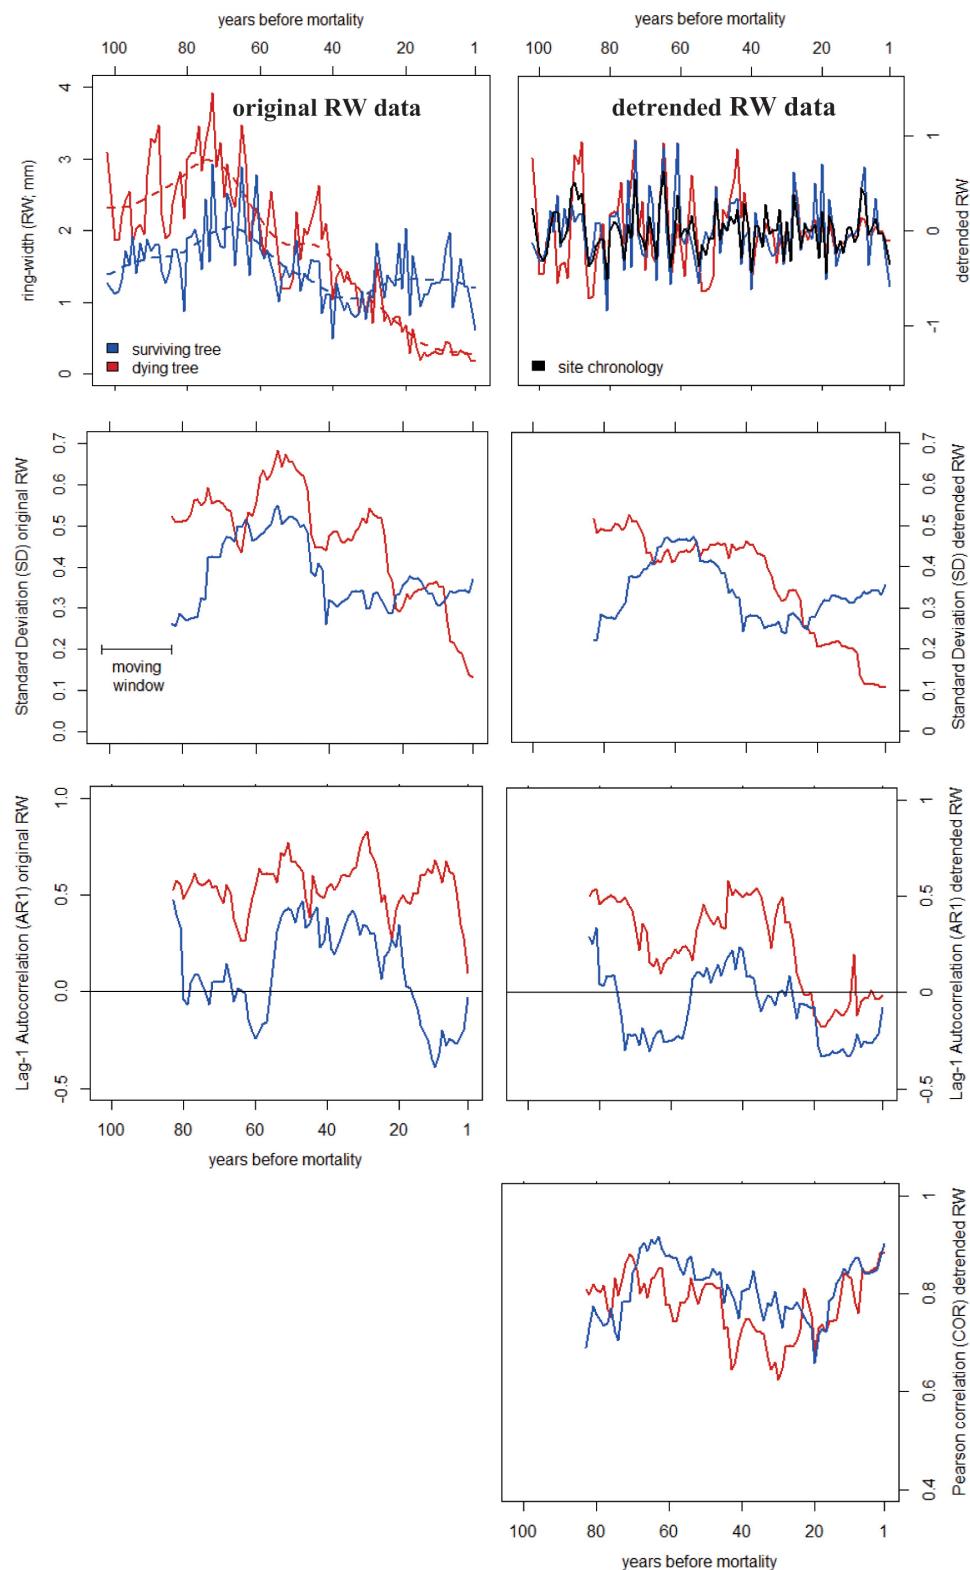 years before mortality
100 80 60 40 20 1
years before mortality
100 80 60 40 20 1
original RW data
ring-width (RW; mm)
4
3
2
1
0
surviving tree
dying tree
detrended RW data
detrended RW
1
0
-1
site chronology
Standard Deviation (SD) original RW
0.7
0.6
0.5
0.4
0.3
0.2
0.1
0.0
moving
window
Standard Deviation (SD) detrended RW
0.7
0.6
0.5
0.4
0.3
0.2
0.1
0
Lag-1 Autocorrelation (AR1) original RW
1.0
0.5
0.0
-0.5
100 80 60 40 20 1
years before mortality
Lag-1 Autocorrelation (AR1) detrended RW
1
0.5
0
-0.5
Pearson correlation (COR) detrended RW
1
0.8
0.6
0.4
100 80 60 40 20 1
years before mortality